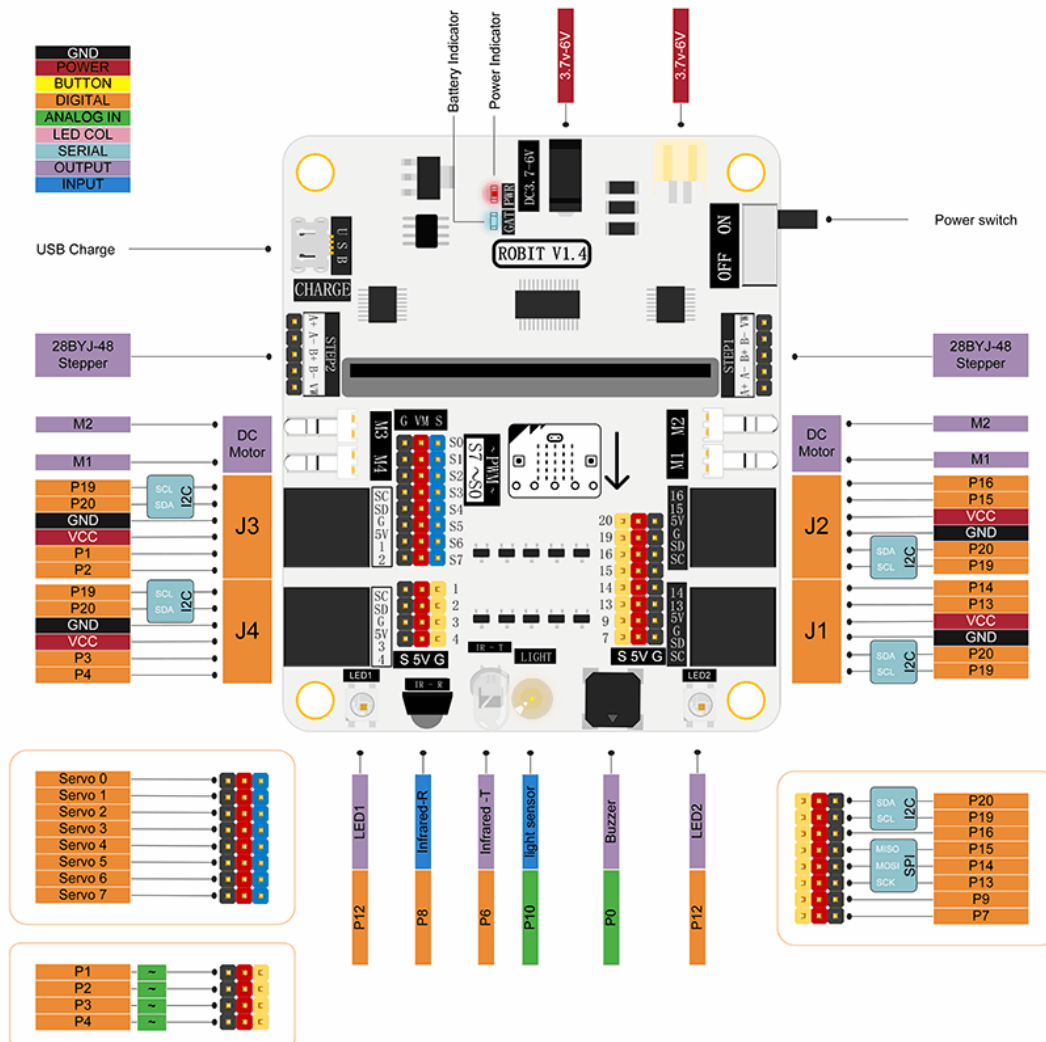 GND
POWER
BUTTON
DIGITAL
ANALOG IN
LED COL
SERIAL
OUTPUT
INPUT
Battery Indicator
Power Indicator
3.7v-6V
3.7v-6V
DC3.7-6V
PWR
GAT
USB
CHARGE
ROBIT V1.4
OFF ON
USB Charge
Power switch
28BYJ-48
Stepper
A+ A- B+ B- VM
STEP2
STEP1
A+ A- B+ B- VM
28BYJ-48
Stepper
M2
M1
DC
Motor
M3
M4
G VM S
S0
S1
S2
S3
S4
S5
S6
S7
~PWM~
S7~S0
M2
M1
DC
Motor
M2
M1
P19
P20
GND
VCC
P1
P2
SCL
SDA
I2C
J3
SC
SD
G
5V
1
2
P19
P20
GND
VCC
P3
P4
SCL
SDA
I2C
J4
SC
SD
G
5V
3
4
1
2
3
4
S 5V G
20
19
16
15
14
13
9
7
S 5V G
16
15
5V
G
SD
SC
J2
P16
P15
VCC
GND
P20
P19
SDA
SCL
I2C
14
13
5V
G
SD
SC
J1
P14
P13
VCC
GND
P20
P19
SDA
SCL
I2C
LED1
IR - R
IR - T
LIGHT
LED2
LED1
P12
Infrared-R
P8
Infrared -T
P6
light sensor
P10
Buzzer
P0
LED2
P12
Servo 0
Servo 1
Servo 2
Servo 3
Servo 4
Servo 5
Servo 6
Servo 7
P1 ~
P2 ~
P3 ~
P4 ~
SDA
SCL
I2C
MISO
MOSI
SCK
SPI
P20
P19
P16
P15
P14
P13
P9
P7